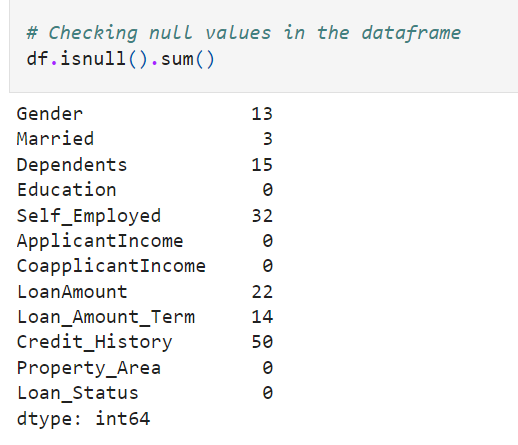 # Checking null values in the dataframe
df.isnull().sum()
Gender 13
Married 3
Dependents 15
Education 0
Self_Employed 32
ApplicantIncome 0
CoapplicantIncome 0
LoanAmount 22
Loan_Amount_Term 14
Credit_History 50
Property_Area 0
Loan_Status 0
dtype: int64